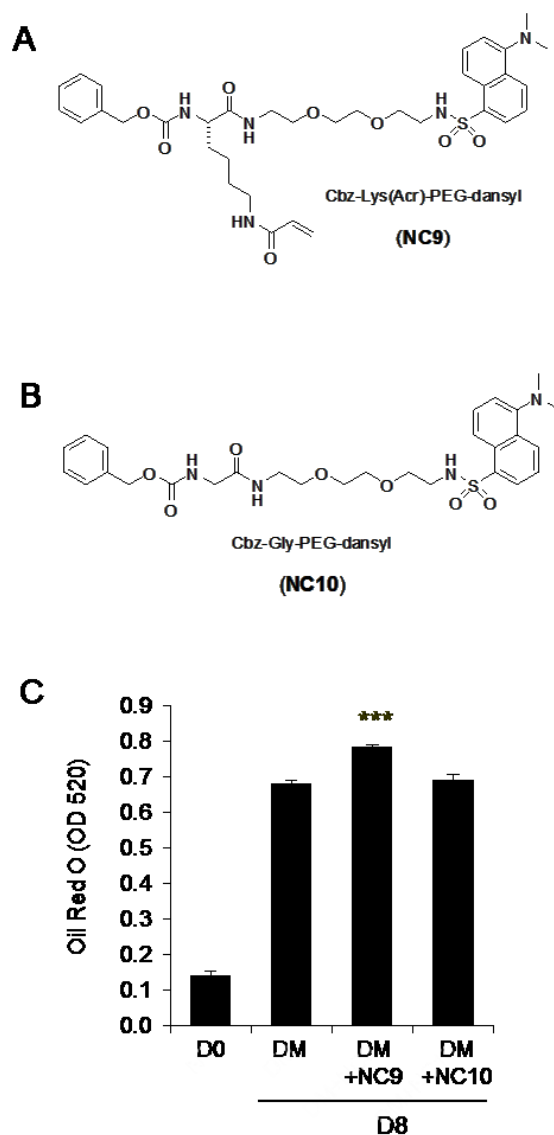 A
N
O
N
H
O
O
N
H
O
O
H
N
S
O
O
HN
O
Cbz-Lys(Acr)-PEG-dansyl
(NC9)
B
N
O
H
N
O
O
N
H
O
O
H
N
S
O
O
Cbz-Gly-PEG-dansyl
(NC10)
C
Oil Red O (OD 520)
0.9
***
0.8
0.7
0.6
0.5
0.4
0.3
0.2
0.1
0.0
D0 DM DM DM
+NC9 +NC10
D8